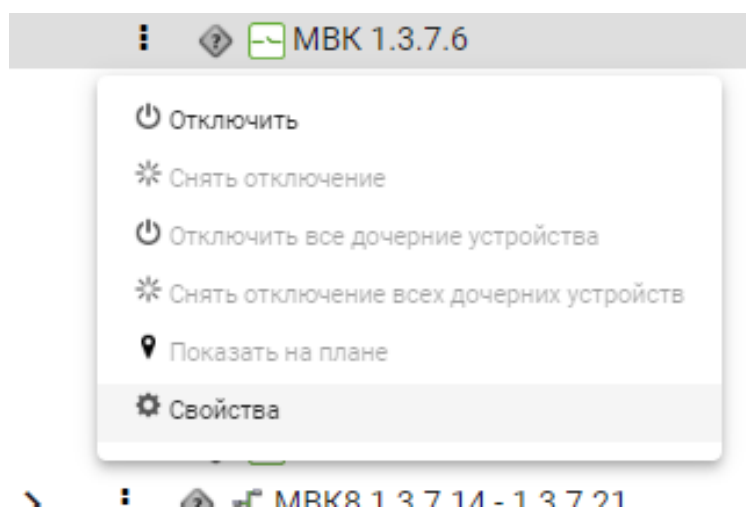 МВК 1.3.7.6
Отключить
Снять отключение
Отключить все дочерние устройства
Снять отключение всех дочерних устройств
Показать на плане
Свойства
МВК8 1.3.7.14 - 1.3.7.21